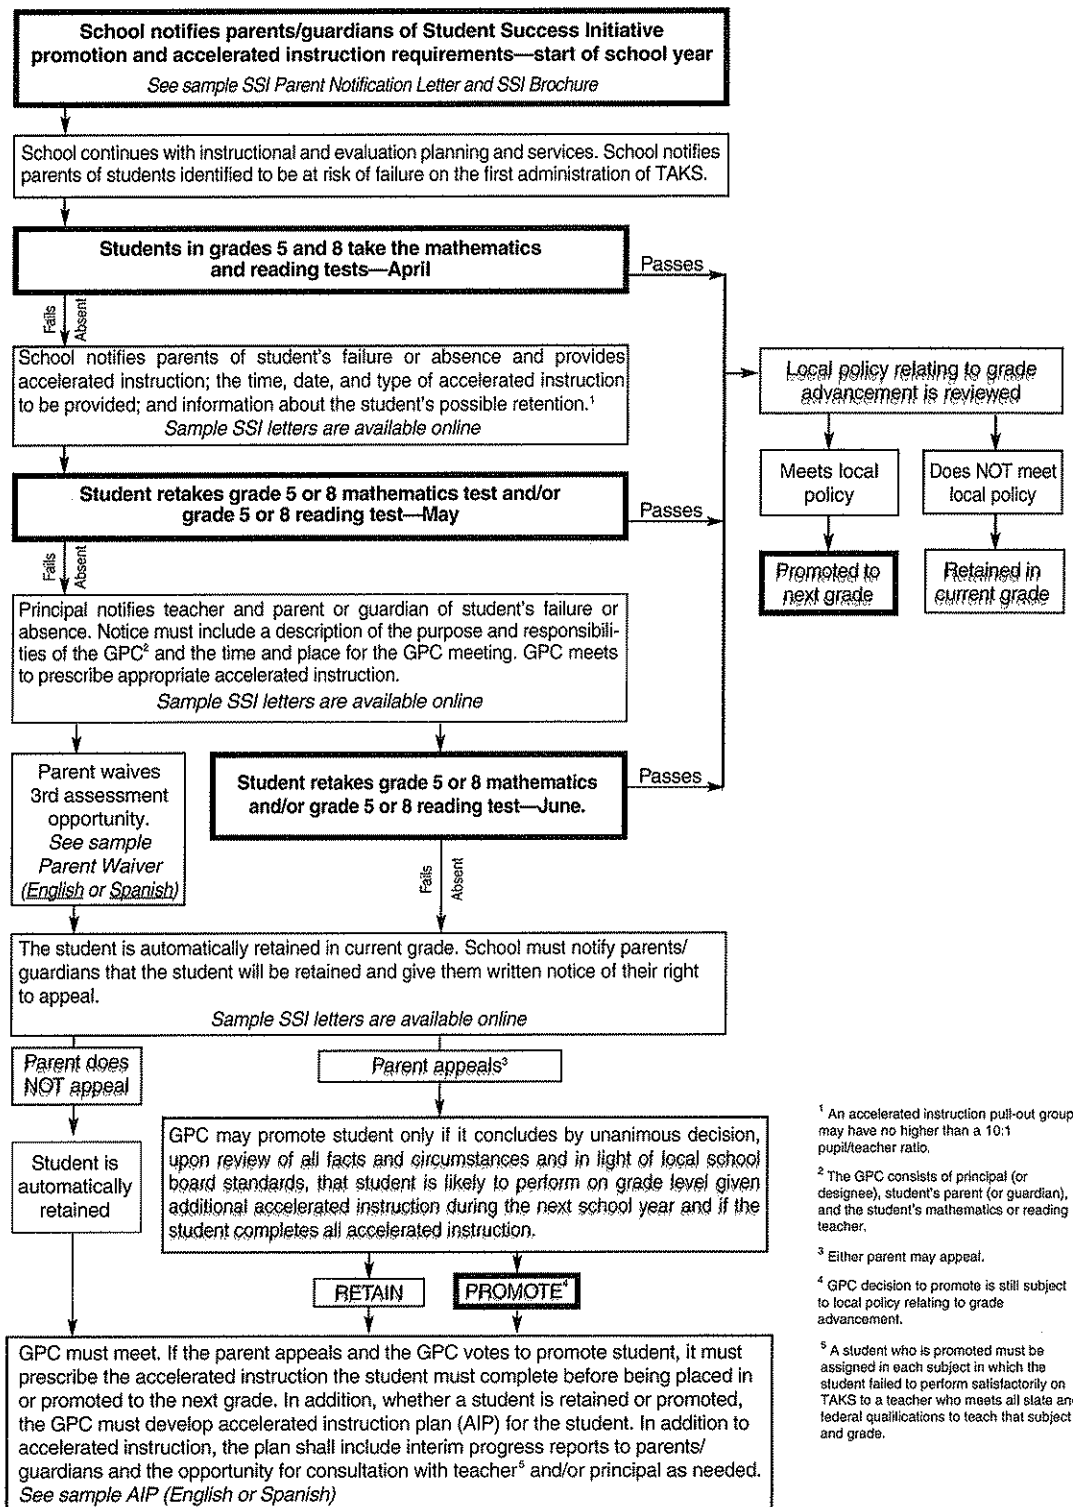 School notifies parents/guardians of Student Success Initiative
promotion and accelerated instruction requirements—start of school year
See sample SSI Parent Notification Letter and SSI Brochure
School continues with instructional and evaluation planning and services. School notifies
parents of students identified to be at risk of failure on the first administration of TAKS.
Students in grades 5 and 8 take the mathematics
and reading tests—April
Passes
Fails
Absent
School notifies parents of student's failure or absence and provides
accelerated instruction; the time, date, and type of accelerated instruction
to be provided; and information about the student's possible retention.¹
Sample SSI letters are available online
Local policy relating to grade
advancement is reviewed
Meets local
policy
Does NOT meet
local policy
Promoted to
next grade
Retained in
current grade
Student retakes grade 5 or 8 mathematics test and/or
grade 5 or 8 reading test—May
Passes
Fails
Absent
Principal notifies teacher and parent or guardian of student's failure or
absence. Notice must include a description of the purpose and responsibili-
ties of the GPC² and the time and place for the GPC meeting. GPC meets
to prescribe appropriate accelerated instruction.
Sample SSI letters are available online
Parent waives
3rd assessment
opportunity.
See sample
Parent Waiver
(English or Spanish)
Student retakes grade 5 or 8 mathematics
and/or grade 5 or 8 reading test—June.
Passes
Fails
Absent
The student is automatically retained in current grade. School must notify parents/
guardians that the student will be retained and give them written notice of their right
to appeal.
Sample SSI letters are available online
Parent does
NOT appeal
Parent appeals³
Student is
automatically
retained
GPC may promote student only if it concludes by unanimous decision,
upon review of all facts and circumstances and in light of local school
board standards, that student is likely to perform on grade level given
additional accelerated instruction during the next school year and if the
student completes all accelerated instruction.
RETAIN
PROMOTE⁴
GPC must meet. If the parent appeals and the GPC votes to promote student, it must
prescribe the accelerated instruction the student must complete before being placed in
or promoted to the next grade. In addition, whether a student is retained or promoted,
the GPC must develop accelerated instruction plan (AIP) for the student. In addition to
accelerated instruction, the plan shall include interim progress reports to parents/
guardians and the opportunity for consultation with teacher⁵ and/or principal as needed.
See sample AIP (English or Spanish)
¹ An accelerated instruction pull-out group
may have no higher than a 10:1
pupil/teacher ratio.
² The GPC consists of principal (or
designee), student's parent (or guardian),
and the student's mathematics or reading
teacher.
³ Either parent may appeal.
⁴ GPC decision to promote is still subject
to local policy relating to grade
advancement.
⁵ A student who is promoted must be
assigned in each subject in which the
student failed to perform satisfactorily on
TAKS to a teacher who meets all state and
federal qualifications to teach that subject
and grade.